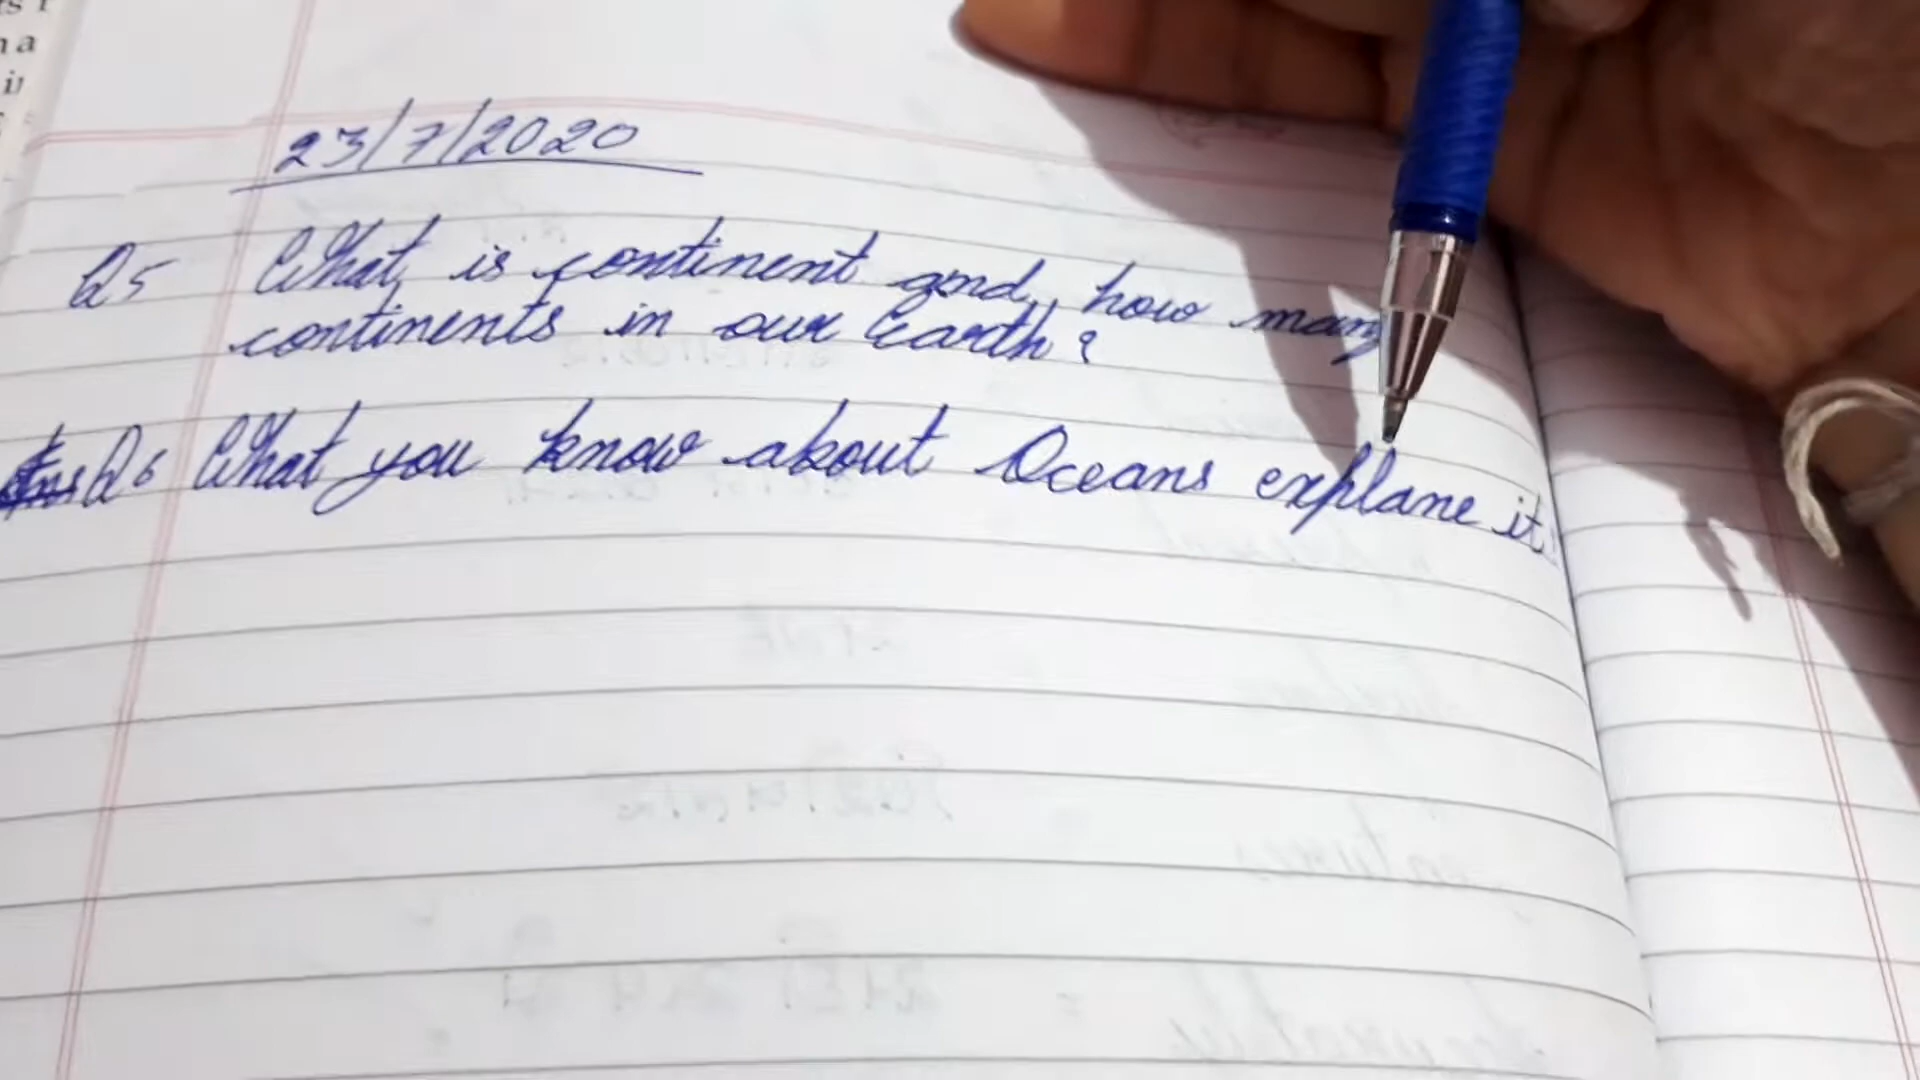 23/7/2020
Q5 What is continent and, how many
continents in our Earth?
Q6 What you know about Oceans explane it